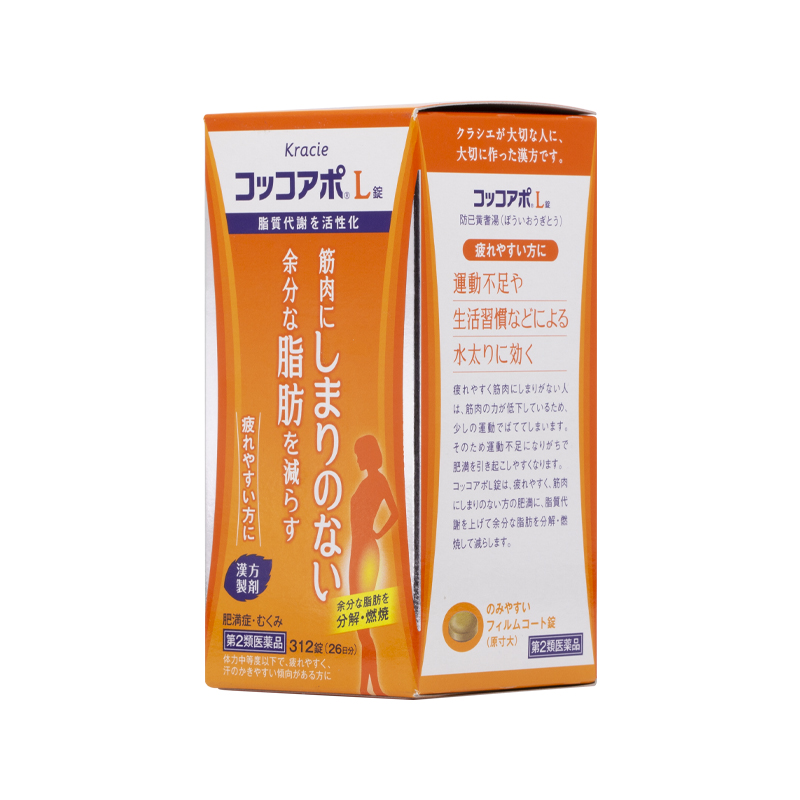 Kracie
コッコアポ®L錠
脂質代謝を活性化
筋肉にしまりのない
余分な脂肪を減らす
疲れやすい方に
漢方
製剤
余分な脂肪を
分解・燃焼
肥満症・むくみ
第2類医薬品 312錠(26日分)
体力中等度以下で、疲れやすく、
汗のかきやすい傾向がある方に
クラシエが大切な人に、
大切に作った漢方です。
コッコアポ®L錠
防已黄耆湯(ぼういおうぎとう)
疲れやすい方に
運動不足や
生活習慣などによる
水太りに効く
疲れやすく筋肉にしまりがない人
は、筋肉の力が低下しているため、
少しの運動でばててしまいます。
そのため運動不足になりがちで
肥満を引き起こしやすくなります。
コッコアポL錠は、疲れやすく、筋肉
にしまりのない方の肥満に、脂質代
謝を上げて余分な脂肪を分解・燃
焼して減らします。
のみやすい
フィルムコート錠
(原寸大)
第2類医薬品